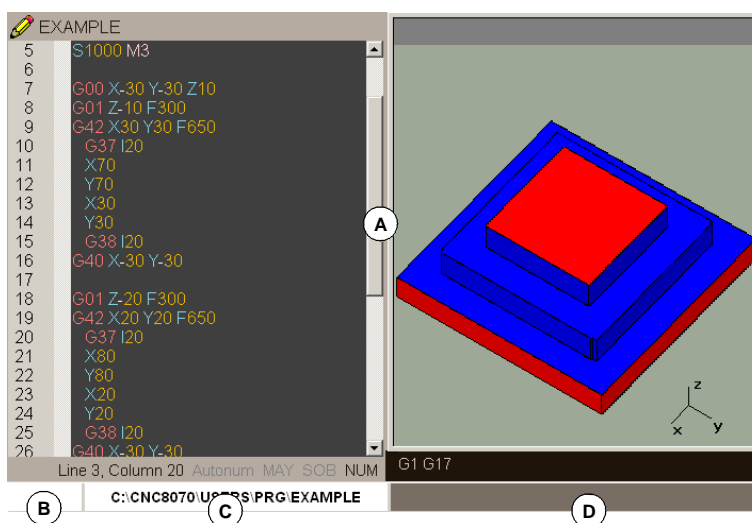 EXAMPLE
5 S1000 M3
6
7 G00 X-30 Y-30 Z10
8 G01 Z-10 F300
9 G42 X30 Y30 F650
10 G37 I20
11 X70
12 Y70
13 X30
14 Y30
15 G38 I20
16 G40 X-30 Y-30
17
18 G01 Z-20 F300
19 G42 X20 Y20 F650
20 G37 I20
21 X80
22 Y80
23 X20
24 Y20
25 G38 I20
26 G40 X-30 Y-30
A
z
x
y
Line 3, Column 20 Autonum MAY SOB NUM
G1 G17
C:\CNC8070\USERS\PRG\EXAMPLE
B
C
D